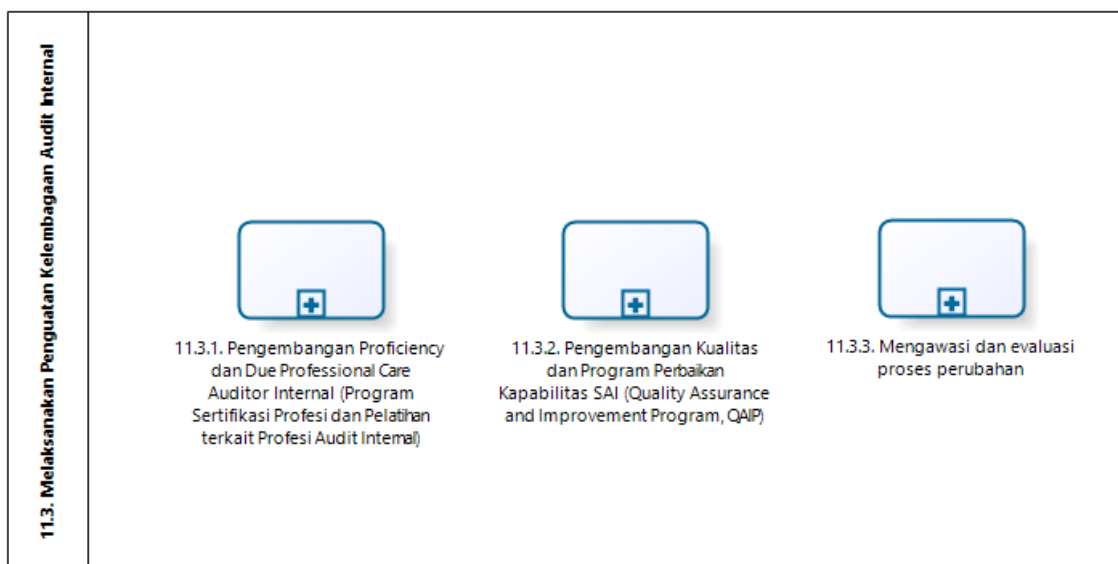 11.3. Melaksanakan Penguatan Kelembagaan Audit Internal
11.3.1. Pengembangan Proficiency
dan Due Professional Care
Auditor Internal (Program
Sertifikasi Profesi dan Pelatihan
terkait Profesi Audit Internal)
11.3.2. Pengembangan Kualitas
dan Program Perbaikan
Kapabilitas SAI (Quality Assurance
and Improvement Program, QAIP)
11.3.3. Mengawasi dan evaluasi
proses perubahan